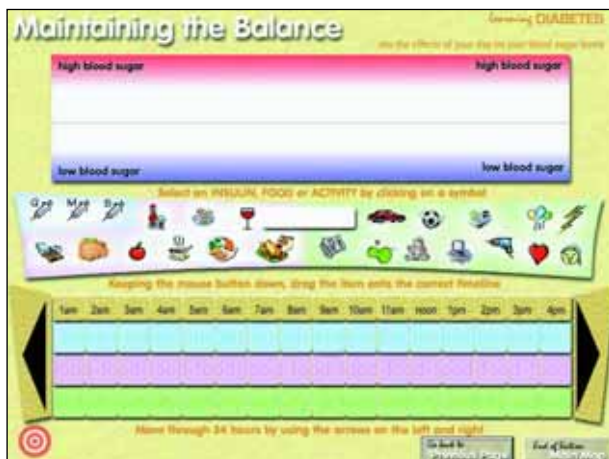 Learning DIABETES
Maintaining the Balance
see the effects of your day on your blood sugar levels
high blood sugar high blood sugar
low blood sugar low blood sugar
Select an INSULIN, FOOD or ACTIVITY by clicking on a symbol
Keeping the mouse button down, drag the item onto the correct timeline
1am 2am 3am 4am 5am 6am 7am 8am 9am 10am 11am noon 1pm 2pm 3pm 4pm
Move through 24 hours by using the arrows on the left and right
Go back to End of Section
Previous Page Main Map